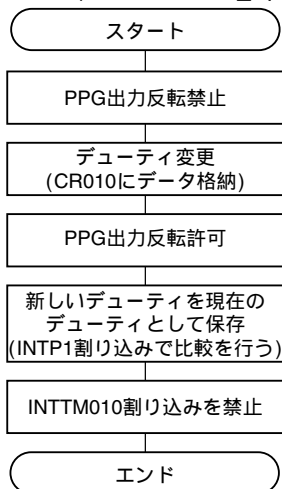 スタート
PPG出力反転禁止
デューティ変更
(CR010にデータ格納)
PPG出力反転許可
新しいデューティを現在の
デューティとして保存
(INTP1割り込みで比較を行う)
INTTM010割り込みを禁止
エンド